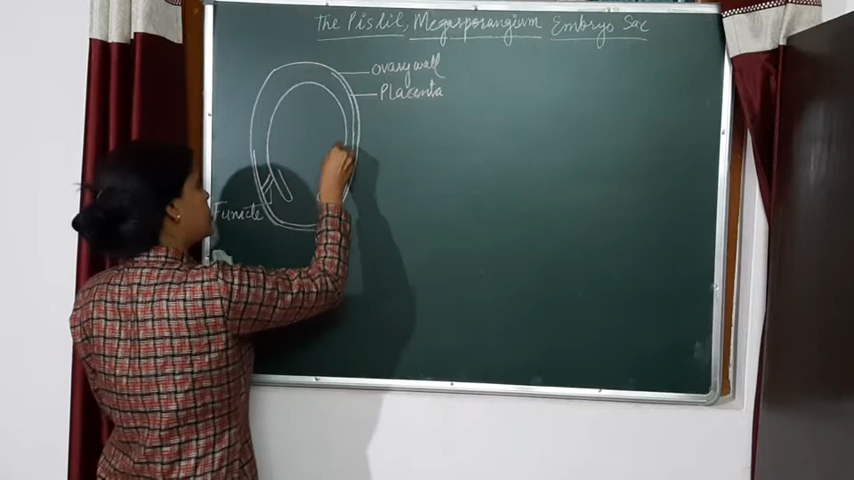 The Pistil, Megasporangium Embryo Sac
ovary wall
Placenta
Funicle